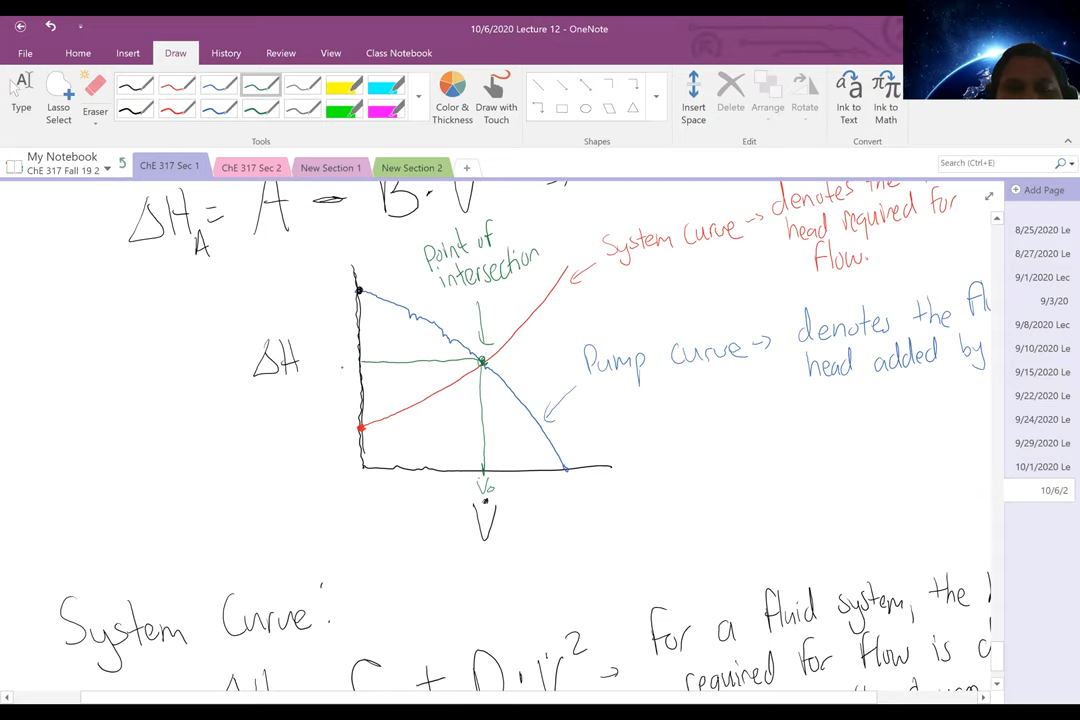 10/6/2020 Lecture 12 - OneNote
File Home Insert Draw History Review View Class Notebook
Type Lasso Select Eraser Color & Thickness Draw with Touch Insert Space Delete Arrange Rotate Ink to Text Ink to Math
Tools Shapes Edit Convert
My Notebook
ChE 317 Fall 19 2
ChE 317 Sec 1 ChE 317 Sec 2 New Section 1 New Section 2
Search (Ctrl+E)
Add Page
8/25/2020 Le
8/27/2020 Le
9/1/2020 Lec
9/3/20
9/8/2020 Lec
9/10/2020 Le
9/15/2020 Le
9/22/2020 Le
9/24/2020 Le
9/29/2020 Le
10/1/2020 Le
10/6/2
ΔH_A = A - B·V
System curve → denotes the
head required for
flow.
Point of
intersection
Pump curve → denotes the
head added by
ΔH
V̇₀
V̇
System Curve:
C + D·V̇² →
For a fluid system, the
required for flow is